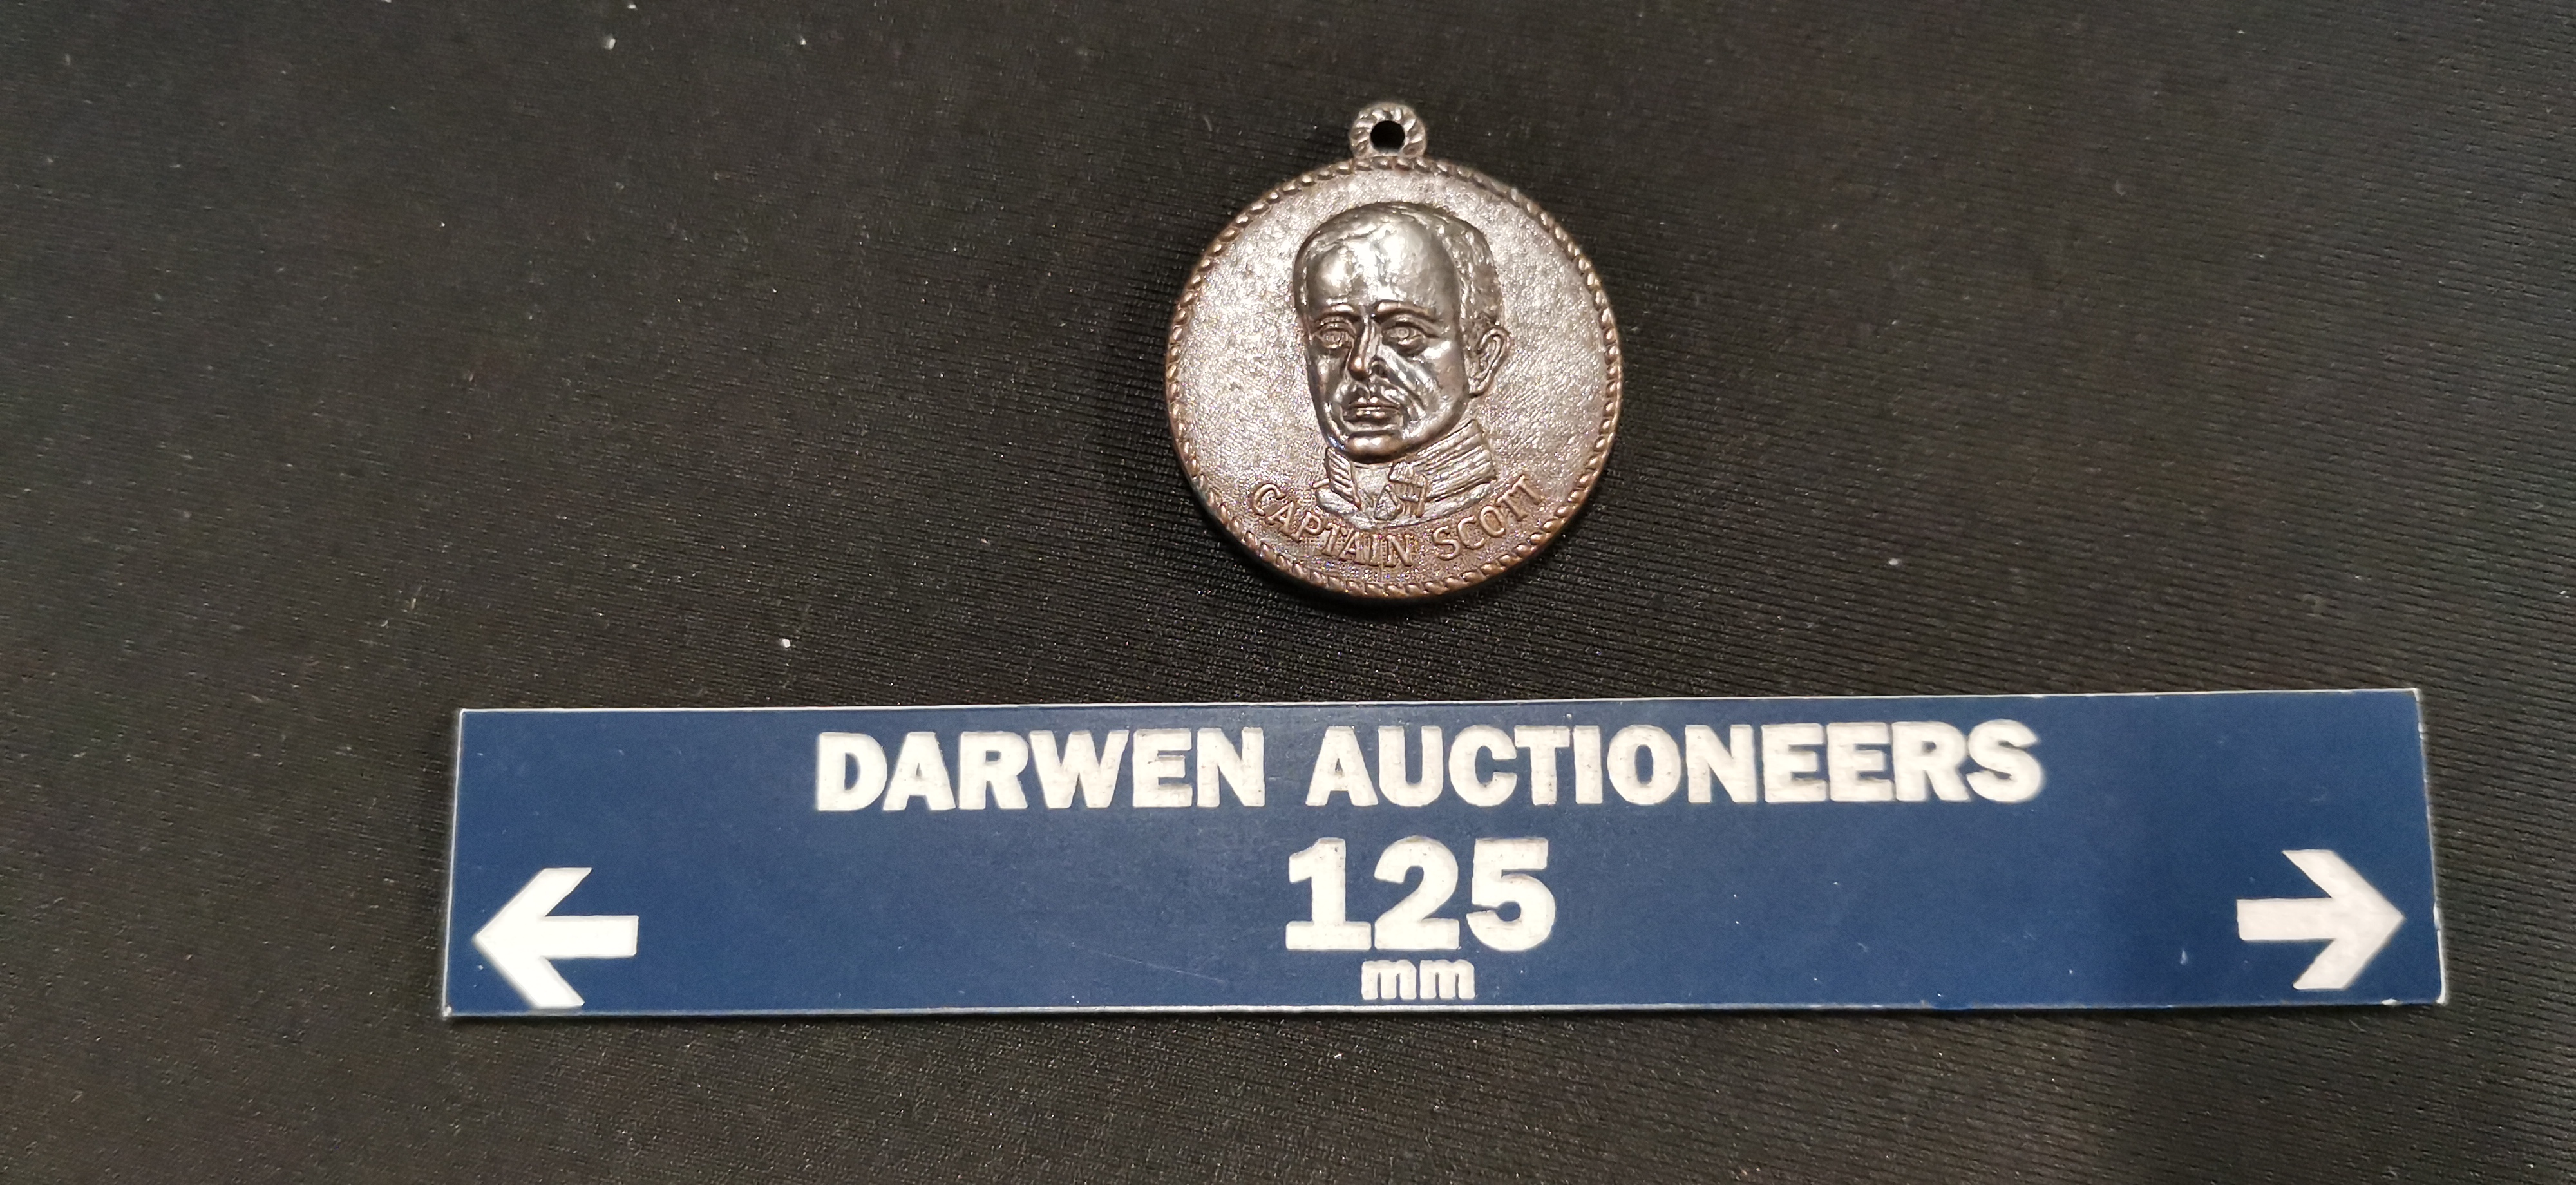 CAPTAIN SCOTT
DARWEN AUCTIONEERS
125
mm